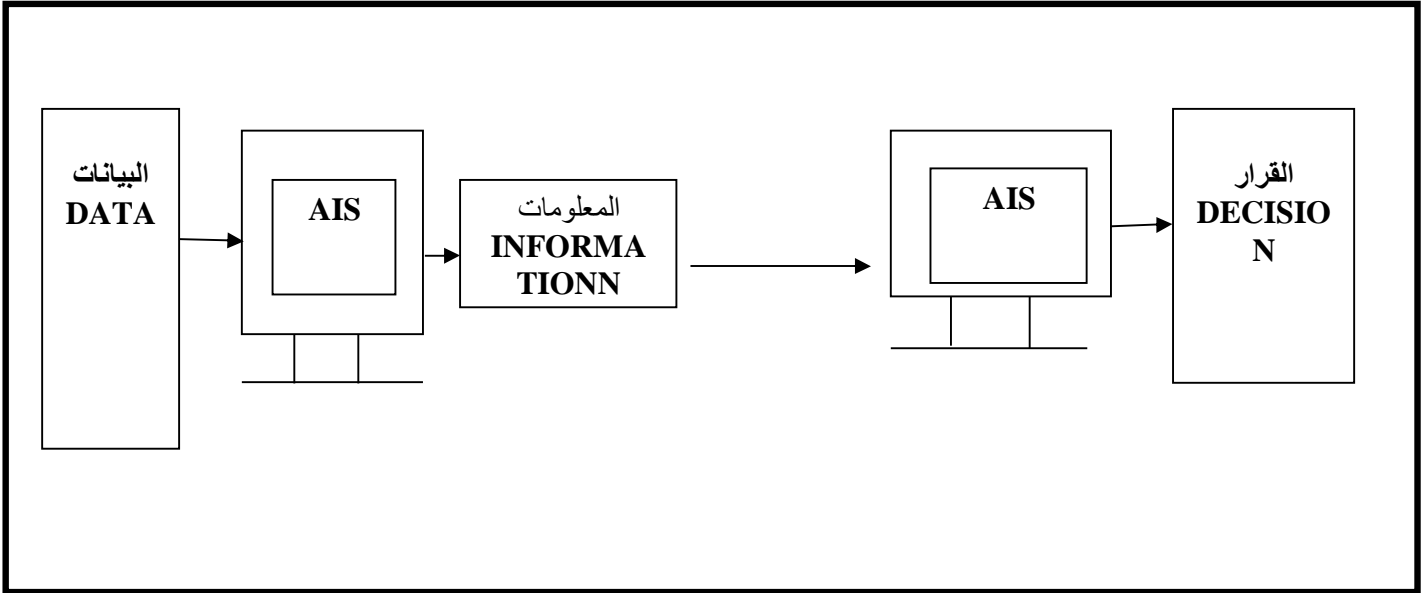 البيانات
DATA
AIS
المعلومات
INFORMA
TIONN
AIS
القرار
DECISIO
N